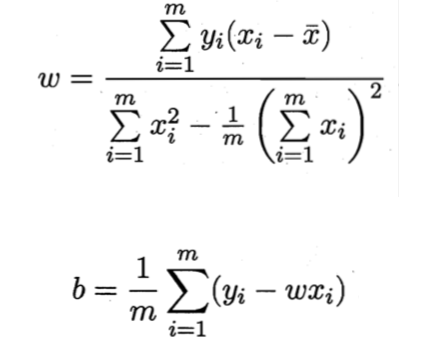 w = \frac{\sum_{i=1}^{m} y_i(x_i - \bar{x})}{\sum_{i=1}^{m} x_i^2 - \frac{1}{m} \left( \sum_{i=1}^{m} x_i \right)^2}
b = \frac{1}{m} \sum_{i=1}^{m} (y_i - wx_i)